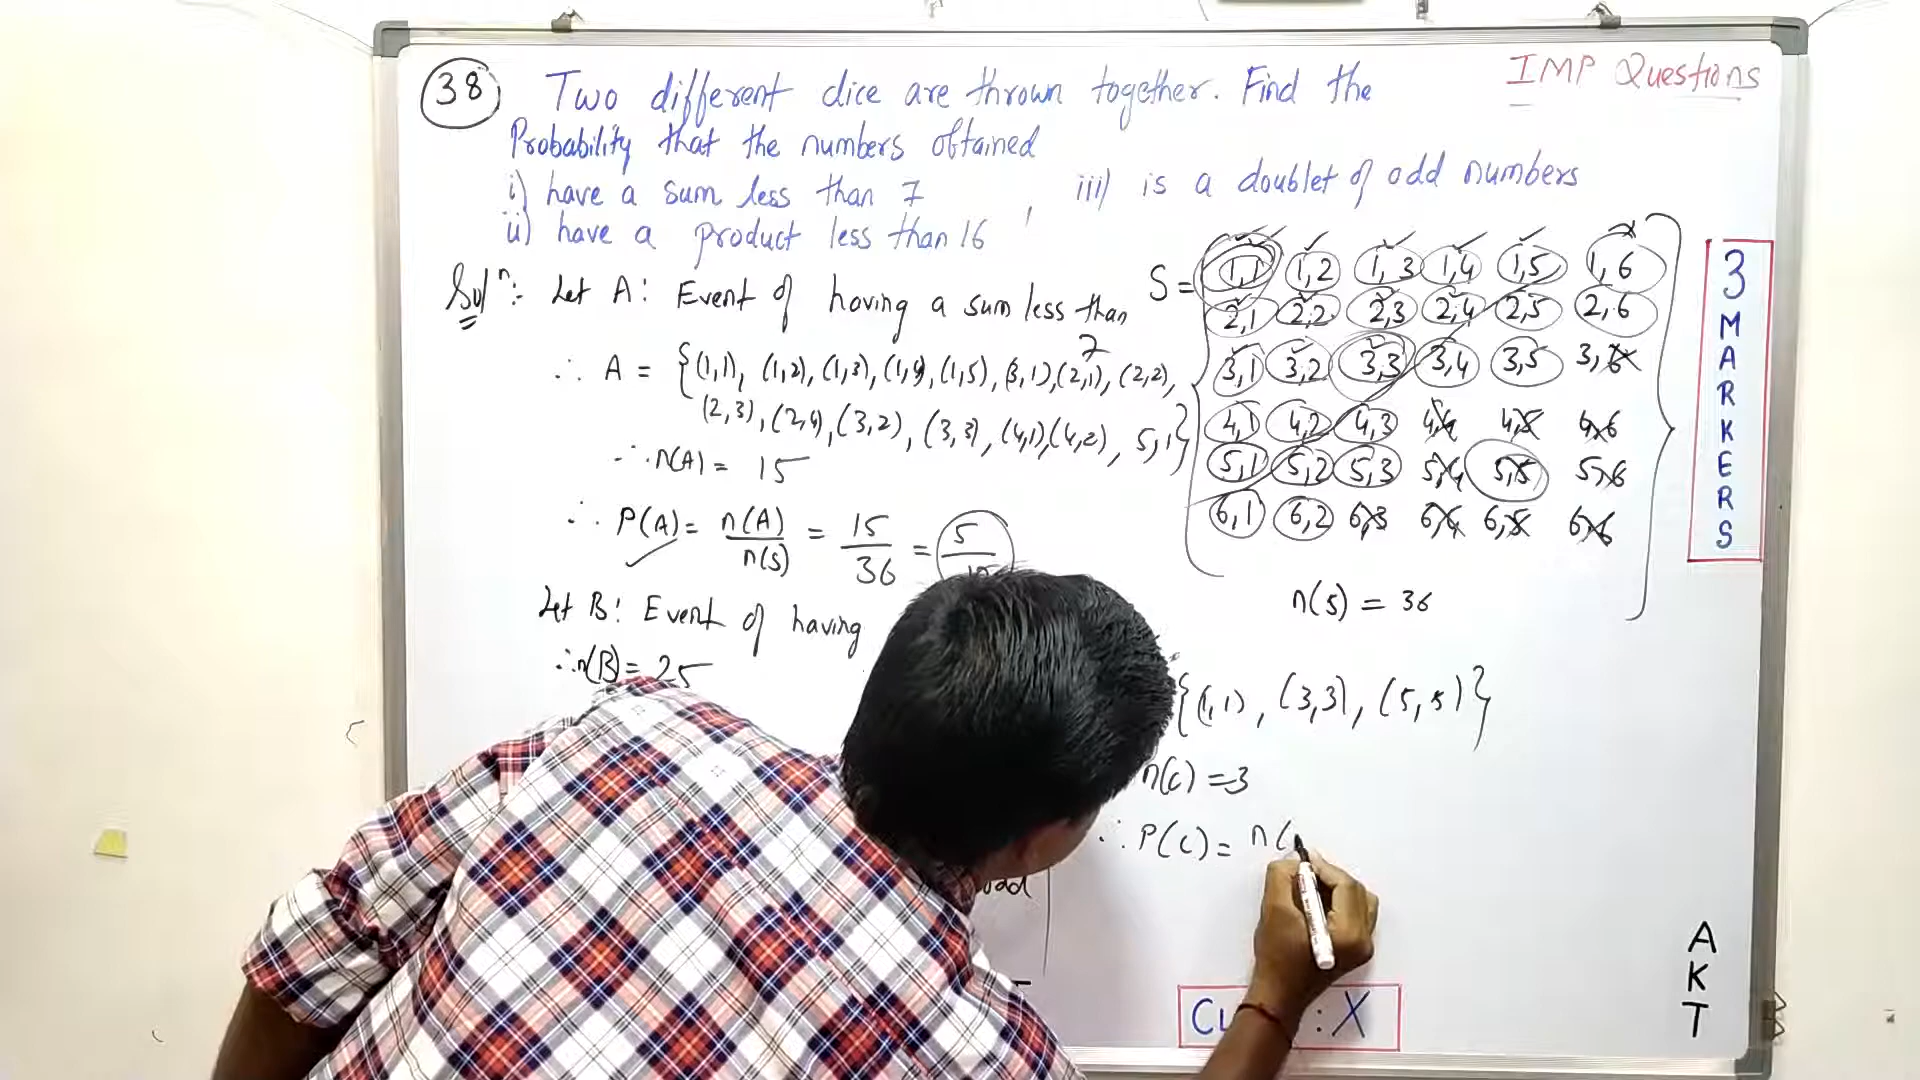 38 Two different dice are thrown together. Find the
IMP Questions
Probability that the numbers obtained
i) have a sum less than 7
ii) have a product less than 16
iii) is a doublet of odd numbers
Solⁿ:- Let A: Event of having a sum less than
7
∴ A = {(1,1), (1,2), (1,3), (1,4), (1,5), (3,1), (2,1), (2,2),
(2,3), (2,4), (3,2), (3,3), (4,1), (4,2), 5,1}
∴ n(A) = 15
∴ P(A) = n(A)/n(S) = 15/36 = 5/
Let B: Event of having
∴ n(B) = 25
S = 1,1 1,2 1,3 1,4 1,5 1,6
2,1 2,2 2,3 2,4 2,5 2,6
3,1 3,2 3,3 3,4 3,5 3,6
4,1 4,2 4,3 4,4 4,5 4,6
5,1 5,2 5,3 5,4 5,5 5,6
6,1 6,2 6,3 6,4 6,5 6,6
n(S) = 36
{(1,1), (3,3), (5,5)}
n(C) = 3
∴ P(C) = n(
odd
: X
3
MARKERS
AKT